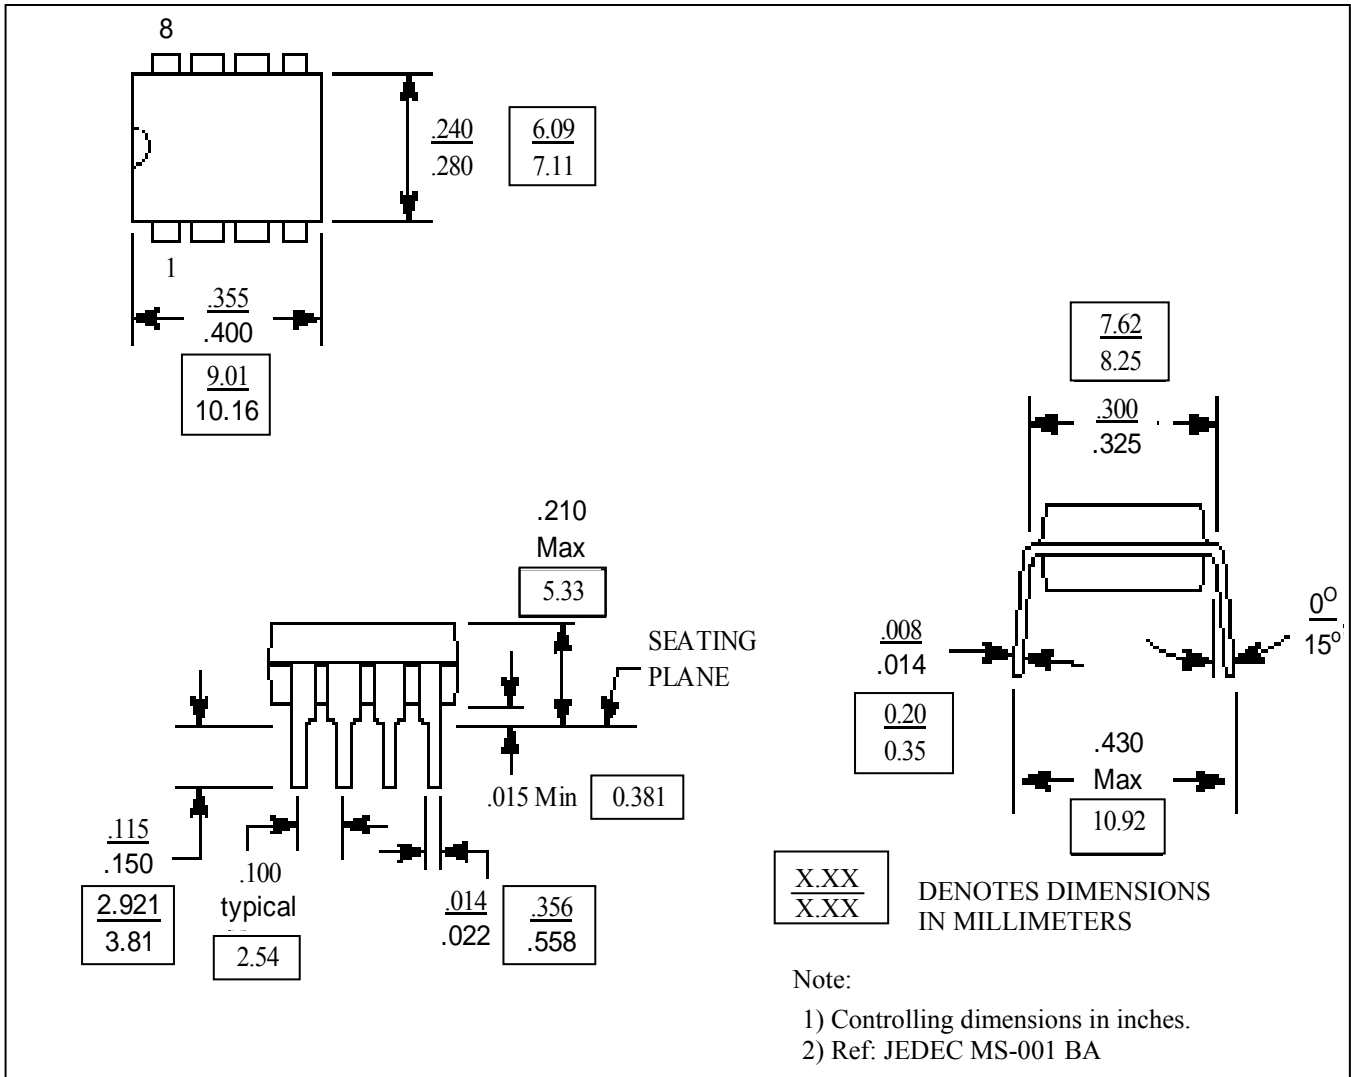 8
.240
.280
6.09
7.11
1
.355
.400
9.01
10.16
7.62
8.25
.300
.325
.210
Max
5.33
SEATING
PLANE
.008
.014
0.20
0.35
0°
15°
.430
Max
10.92
.015 Min
0.381
.115
.150
2.921
3.81
.100
typical
2.54
.014
.022
.356
.558
X.XX
X.XX
DENOTES DIMENSIONS
IN MILLIMETERS
Note:
1) Controlling dimensions in inches.
2) Ref: JEDEC MS-001 BA